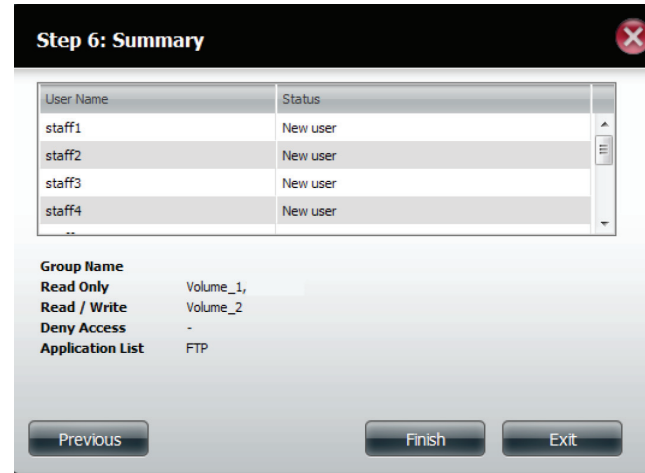 Step 6: Summary
User Name Status
staff1 New user
staff2 New user
staff3 New user
staff4 New user
Group Name
Read Only Volume_1,
Read / Write Volume_2
Deny Access -
Application List FTP
Previous Finish Exit